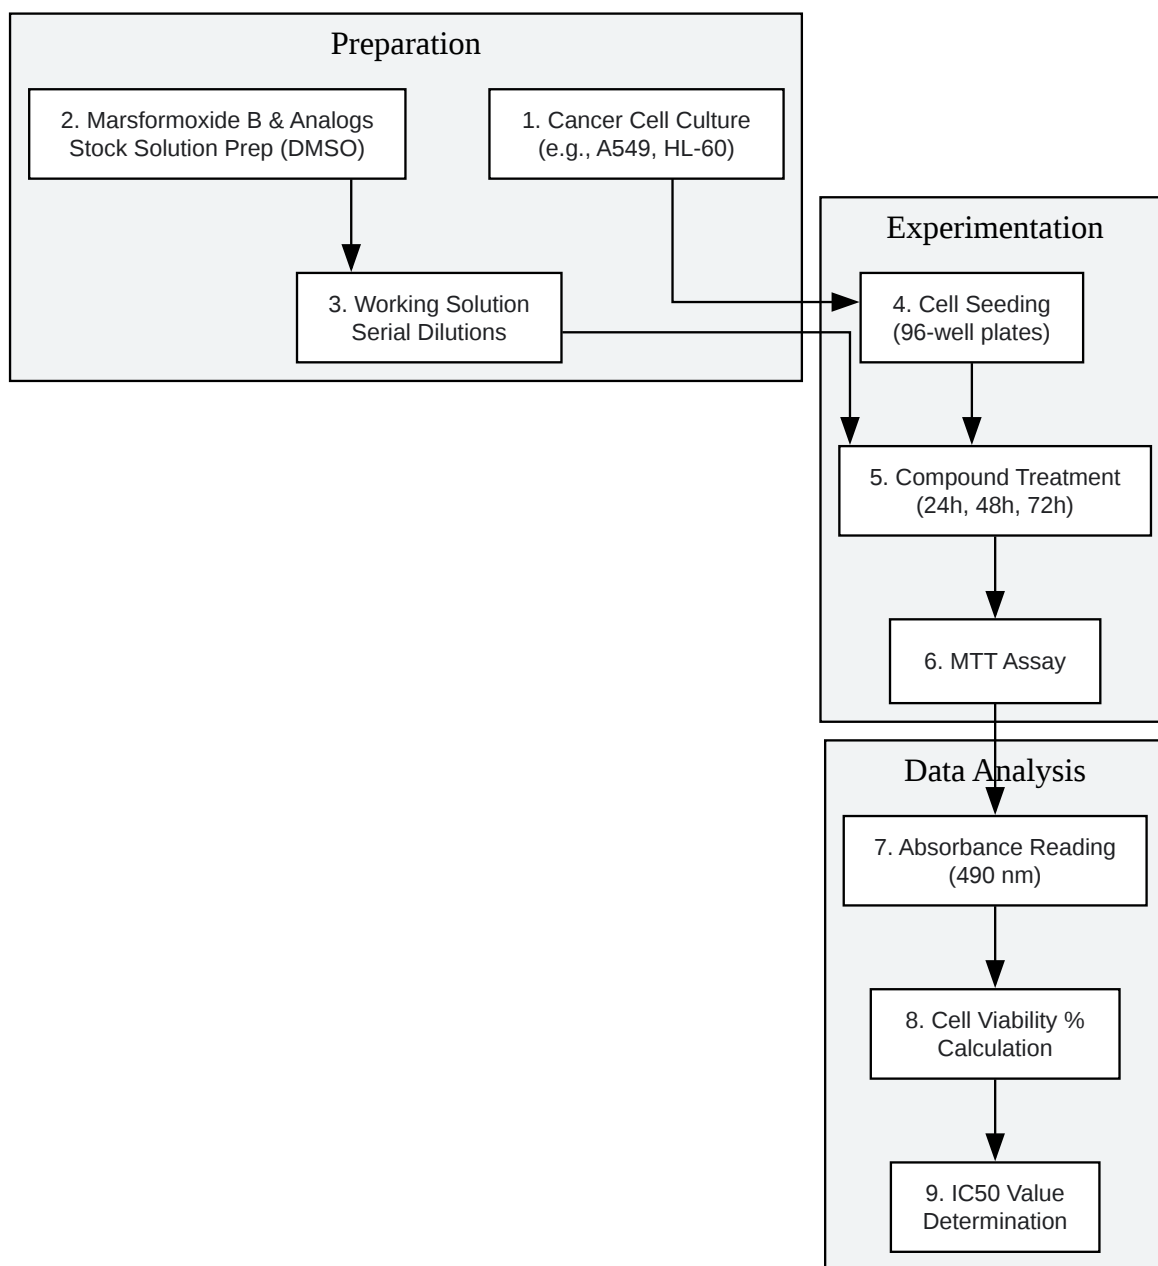 Preparation
2. Marsformoxide B & Analogs
Stock Solution Prep (DMSO)
1. Cancer Cell Culture
(e.g., A549, HL-60)
3. Working Solution
Serial Dilutions
Experimentation
4. Cell Seeding
(96-well plates)
5. Compound Treatment
(24h, 48h, 72h)
6. MTT Assay
Data Analysis
7. Absorbance Reading
(490 nm)
8. Cell Viability %
Calculation
9. IC50 Value
Determination